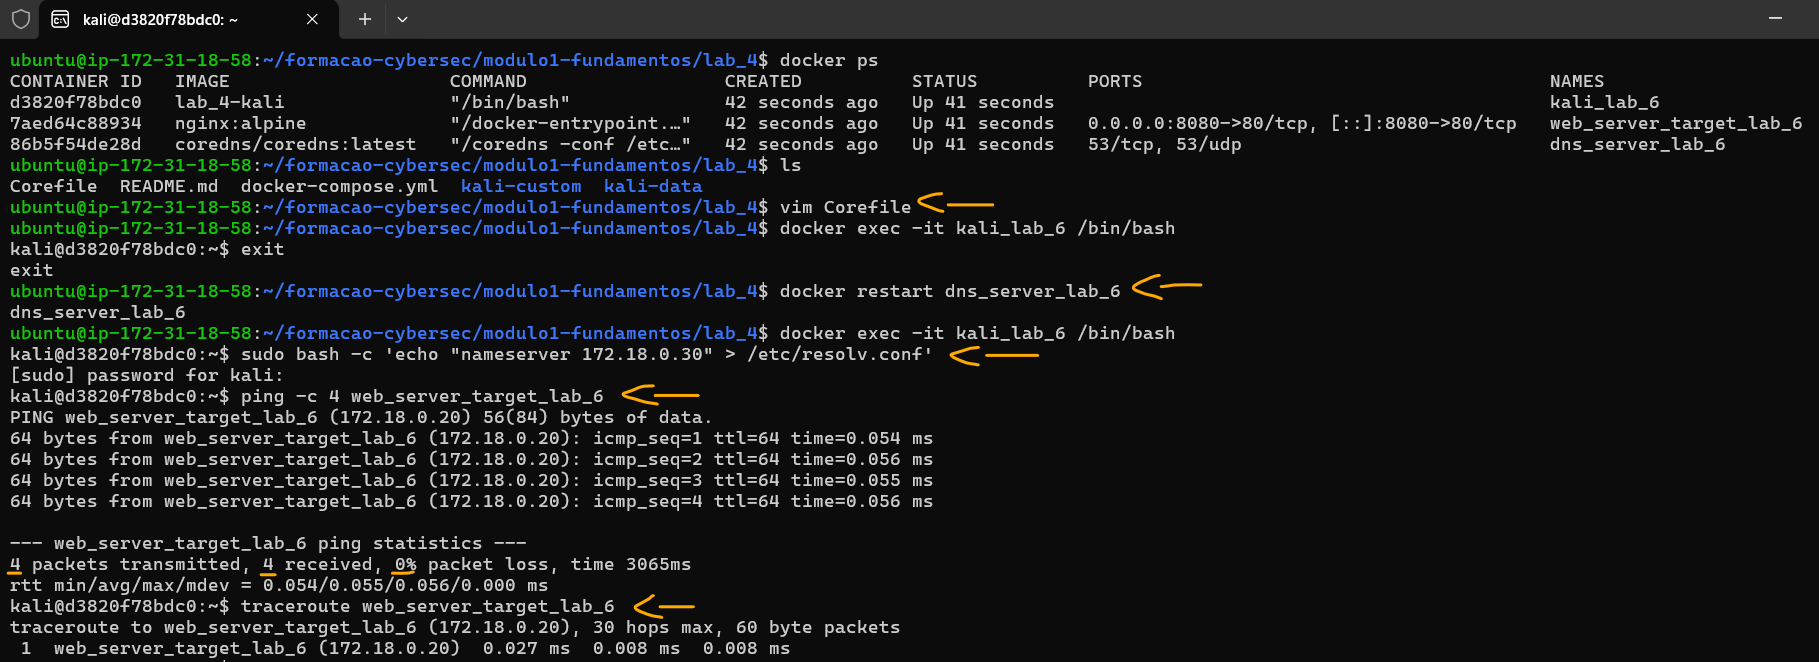 kali@d3820f78bdc0: ~
ubuntu@ip-172-31-18-58:~/formacao-cybersec/modulo1-fundamentos/lab_4$ docker ps
CONTAINER ID   IMAGE                    COMMAND                  CREATED          STATUS          PORTS                                     NAMES
d3820f78bdc0   lab_4-kali               "/bin/bash"              42 seconds ago   Up 41 seconds                                             kali_lab_6
7aed64c88934   nginx:alpine             "/docker-entrypoint.…"   42 seconds ago   Up 41 seconds   0.0.0.0:8080->80/tcp, [::]:8080->80/tcp   web_server_target_lab_6
86b5f54de28d   coredns/coredns:latest   "/coredns -conf /etc…"   42 seconds ago   Up 41 seconds   53/tcp, 53/udp                            dns_server_lab_6
ubuntu@ip-172-31-18-58:~/formacao-cybersec/modulo1-fundamentos/lab_4$ ls
Corefile  README.md  docker-compose.yml  kali-custom  kali-data
ubuntu@ip-172-31-18-58:~/formacao-cybersec/modulo1-fundamentos/lab_4$ vim Corefile
ubuntu@ip-172-31-18-58:~/formacao-cybersec/modulo1-fundamentos/lab_4$ docker exec -it kali_lab_6 /bin/bash
kali@d3820f78bdc0:~$ exit
exit
ubuntu@ip-172-31-18-58:~/formacao-cybersec/modulo1-fundamentos/lab_4$ docker restart dns_server_lab_6
dns_server_lab_6
ubuntu@ip-172-31-18-58:~/formacao-cybersec/modulo1-fundamentos/lab_4$ docker exec -it kali_lab_6 /bin/bash
kali@d3820f78bdc0:~$ sudo bash -c 'echo "nameserver 172.18.0.30" > /etc/resolv.conf'
[sudo] password for kali:
kali@d3820f78bdc0:~$ ping -c 4 web_server_target_lab_6
PING web_server_target_lab_6 (172.18.0.20) 56(84) bytes of data.
64 bytes from web_server_target_lab_6 (172.18.0.20): icmp_seq=1 ttl=64 time=0.054 ms
64 bytes from web_server_target_lab_6 (172.18.0.20): icmp_seq=2 ttl=64 time=0.056 ms
64 bytes from web_server_target_lab_6 (172.18.0.20): icmp_seq=3 ttl=64 time=0.055 ms
64 bytes from web_server_target_lab_6 (172.18.0.20): icmp_seq=4 ttl=64 time=0.056 ms
--- web_server_target_lab_6 ping statistics ---
4 packets transmitted, 4 received, 0% packet loss, time 3065ms
rtt min/avg/max/mdev = 0.054/0.055/0.056/0.000 ms
kali@d3820f78bdc0:~$ traceroute web_server_target_lab_6
traceroute to web_server_target_lab_6 (172.18.0.20), 30 hops max, 60 byte packets
 1  web_server_target_lab_6 (172.18.0.20)  0.027 ms  0.008 ms  0.008 ms